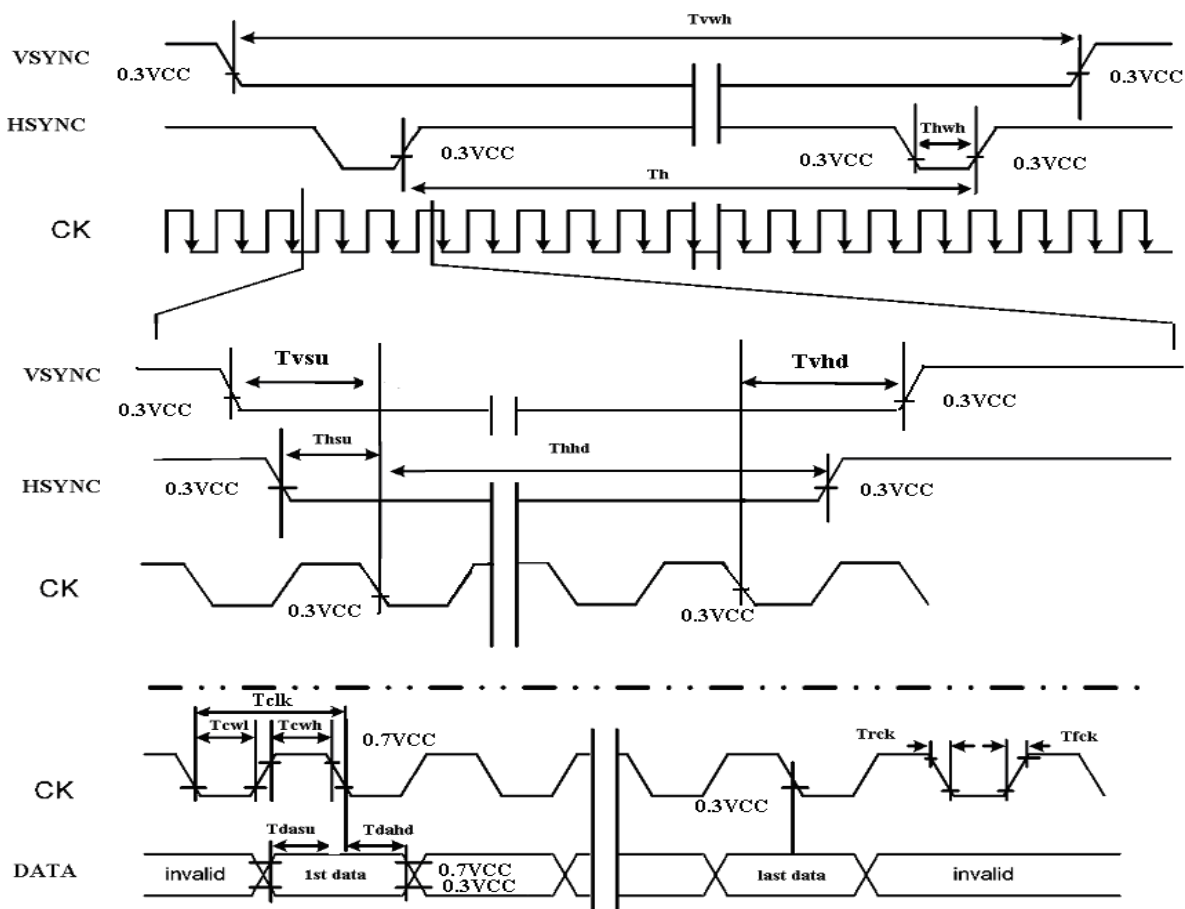 Tvwh
VSYNC
0.3VCC
0.3VCC
HSYNC
Thwh
0.3VCC
0.3VCC
0.3VCC
Th
CK
Tvsu
Tvhd
VSYNC
0.3VCC
0.3VCC
Thsu
Thhd
HSYNC
0.3VCC
0.3VCC
CK
0.3VCC
0.3VCC
Tclk
Tcwl
Tcwh
0.7VCC
Trck
Tfck
CK
0.3VCC
Tdasu
Tdahd
DATA
invalid
1st data
0.7VCC
0.3VCC
last data
invalid